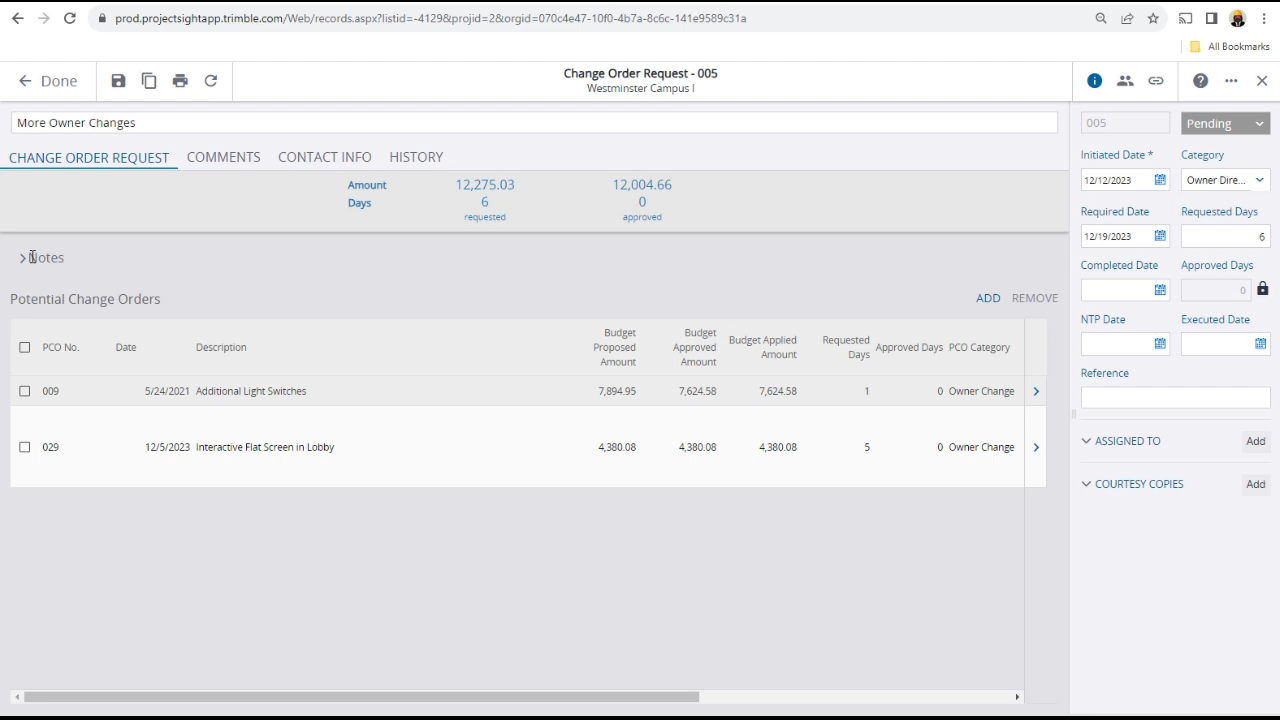 prod.projectsightapp.trimble.com/Web/records.aspx?listid=-4129&projid=2&orgid=070c4e47-10f0-4b7a-8c6c-141e9589c31a
All Bookmarks
Done
Change Order Request - 005
Westminster Campus I
More Owner Changes
005
Pending
CHANGE ORDER REQUEST COMMENTS CONTACT INFO HISTORY
Amount 12,275.03 12,004.66
Days 6 0
requested approved
Notes
Potential Change Orders ADD REMOVE
PCO No. Date Description Budget Proposed Amount Budget Approved Amount Budget Applied Amount Requested Days Approved Days PCO Category
009 5/24/2021 Additional Light Switches 7,894.95 7,624.58 7,624.58 1 0 Owner Change
029 12/5/2023 Interactive Flat Screen in Lobby 4,380.08 4,380.08 4,380.08 5 0 Owner Change
Initiated Date * Category
12/12/2023 Owner Dire...
Required Date Requested Days
12/19/2023 6
Completed Date Approved Days
0
NTP Date Executed Date
Reference
ASSIGNED TO Add
COURTESY COPIES Add